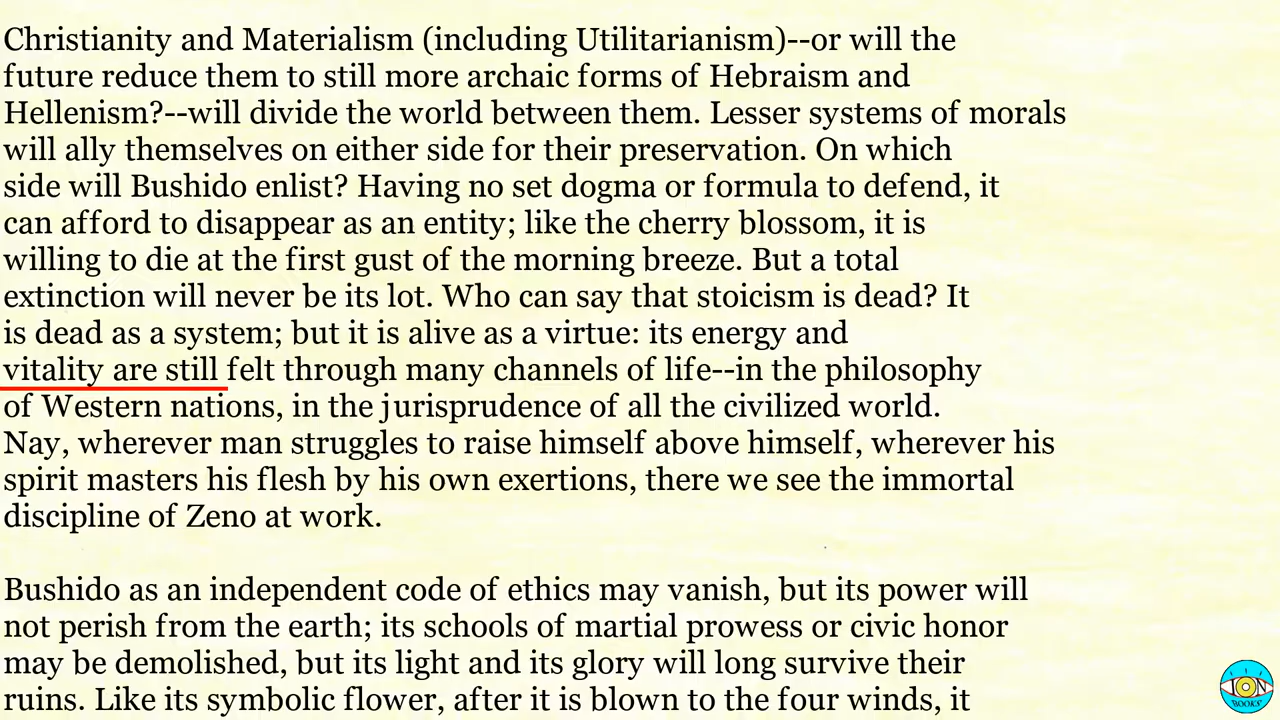 Christianity and Materialism (including Utilitarianism)--or will the
future reduce them to still more archaic forms of Hebraism and
Hellenism?--will divide the world between them. Lesser systems of morals
will ally themselves on either side for their preservation. On which
side will Bushido enlist? Having no set dogma or formula to defend, it
can afford to disappear as an entity; like the cherry blossom, it is
willing to die at the first gust of the morning breeze. But a total
extinction will never be its lot. Who can say that stoicism is dead? It
is dead as a system; but it is alive as a virtue: its energy and
vitality are still felt through many channels of life--in the philosophy
of Western nations, in the jurisprudence of all the civilized world.
Nay, wherever man struggles to raise himself above himself, wherever his
spirit masters his flesh by his own exertions, there we see the immortal
discipline of Zeno at work.
Bushido as an independent code of ethics may vanish, but its power will
not perish from the earth; its schools of martial prowess or civic honor
may be demolished, but its light and its glory will long survive their
ruins. Like its symbolic flower, after it is blown to the four winds, it
ION
BOOKS